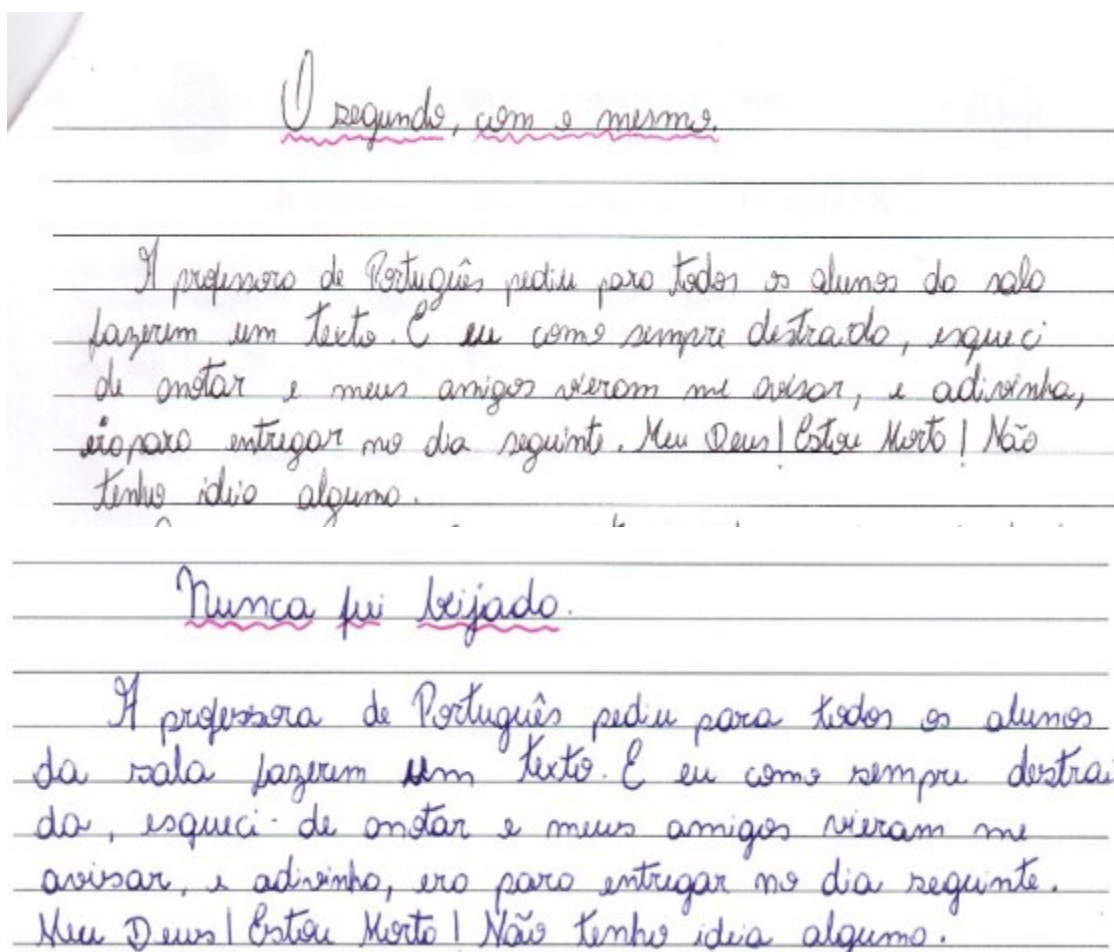 O segundo, com o mesmo.
A professora de Português pediu para todos os alunos da sala
fazerem um texto. E eu como sempre destraido, esqueci
de anotar e meus amigos vieram me avisar, e adivinha,
era para entregar no dia seguinte. Meu Deus! Estou Morto! Não
tenho ideia alguma.
Nunca fui beijado.
A professora de Português pediu para todos os alunos
da sala fazerem um texto. E eu como sempre destrai
da, esqueci de anotar e meus amigos vieram me
avisar, e adivinha, era para entregar no dia seguinte.
Meu Deus! Estou Morto! Não tenho ideia alguma.